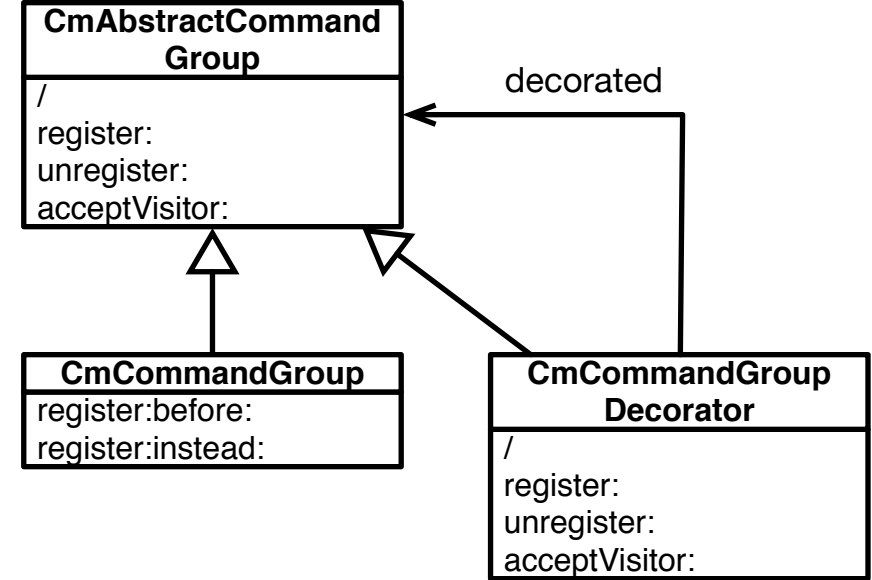 CmAbstractCommand
Group
/
register:
unregister:
acceptVisitor:
decorated
CmCommandGroup
register:before:
register:instead:
CmCommandGroup
Decorator
/
register:
unregister:
acceptVisitor: